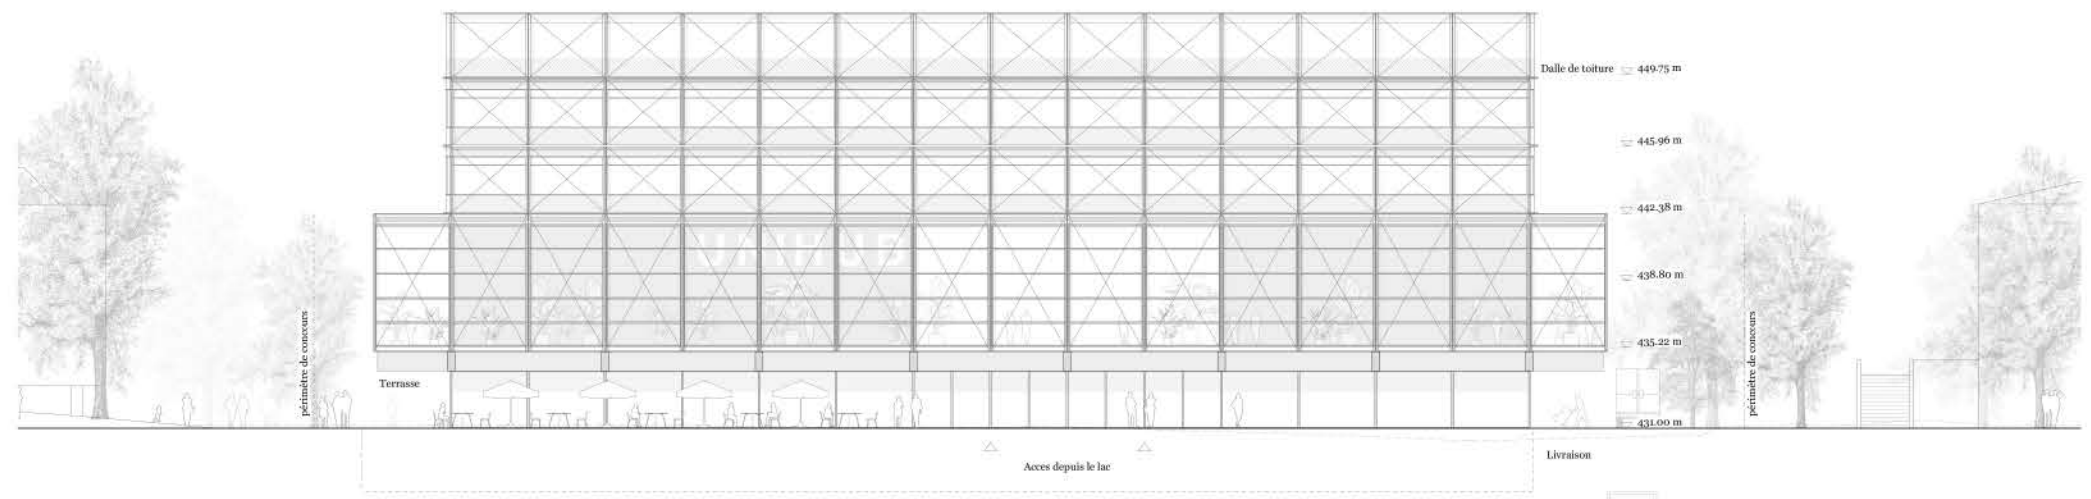 Dalle de toiture 449.75 m
445.96 m
442.38 m
UNIHUB
438.80 m
435.22 m
périmètre de concours
périmètre de concours
Terrasse
431.00 m
Livraison
Acces depuis le lac